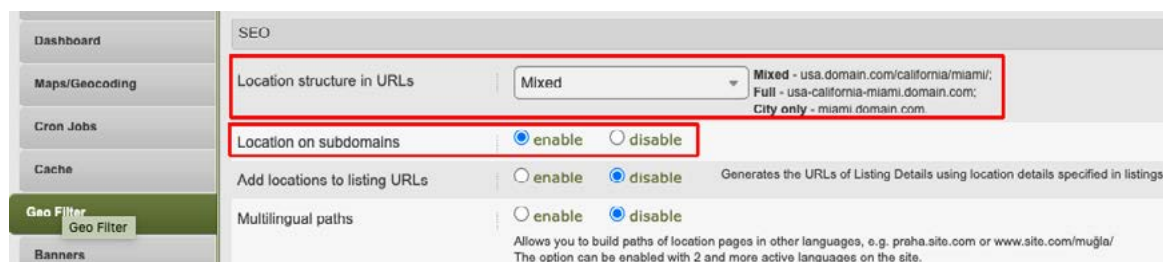 Dashboard
Maps/Geocoding
Cron Jobs
Cache
Geo Filter
Geo Filter
Banners
SEO
Location structure in URLs
Mixed
Mixed - usa.domain.com/california/miami/;
Full - usa-california-miami.domain.com;
City only - miami.domain.com.
Location on subdomains
enable disable
Add locations to listing URLs
enable disable
Generates the URLs of Listing Details using location details specified in listings
Multilingual paths
enable disable
Allows you to build paths of location pages in other languages, e.g. praha.site.com or www.site.com/muğla/
The option can be enabled with 2 and more active languages on the site.